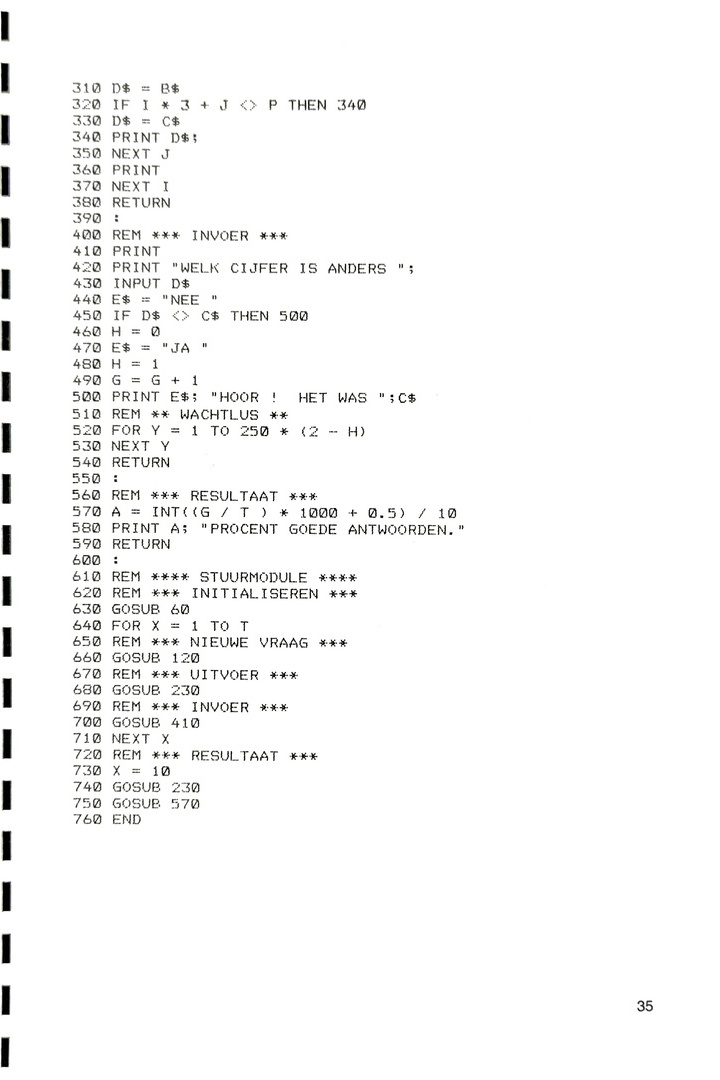 310 D$ = B$
320 IF I * 3 + J <> P THEN 340
330 D$ = C$
340 PRINT D$;
350 NEXT J
360 PRINT
370 NEXT I
380 RETURN
390 :
400 REM *** INVOER ***
410 PRINT
420 PRINT "WELK CIJFER IS ANDERS ";
430 INPUT D$
440 E$ = "NEE "
450 IF D$ <> C$ THEN 500
460 H = 0
470 E$ = "JA "
480 H = 1
490 G = G + 1
500 PRINT E$; "HOOR !  HET WAS ";C$
510 REM ** WACHTLUS **
520 FOR Y = 1 TO 250 * (2 - H)
530 NEXT Y
540 RETURN
550 :
560 REM *** RESULTAAT ***
570 A = INT((G / T ) * 1000 + 0.5) / 10
580 PRINT A; "PROCENT GOEDE ANTWOORDEN."
590 RETURN
600 :
610 REM **** STUURMODULE ****
620 REM *** INITIALISEREN ***
630 GOSUB 60
640 FOR X = 1 TO T
650 REM *** NIEUWE VRAAG ***
660 GOSUB 120
670 REM *** UITVOER ***
680 GOSUB 230
690 REM *** INVOER ***
700 GOSUB 410
710 NEXT X
720 REM *** RESULTAAT ***
730 X = 10
740 GOSUB 230
750 GOSUB 570
760 END
35